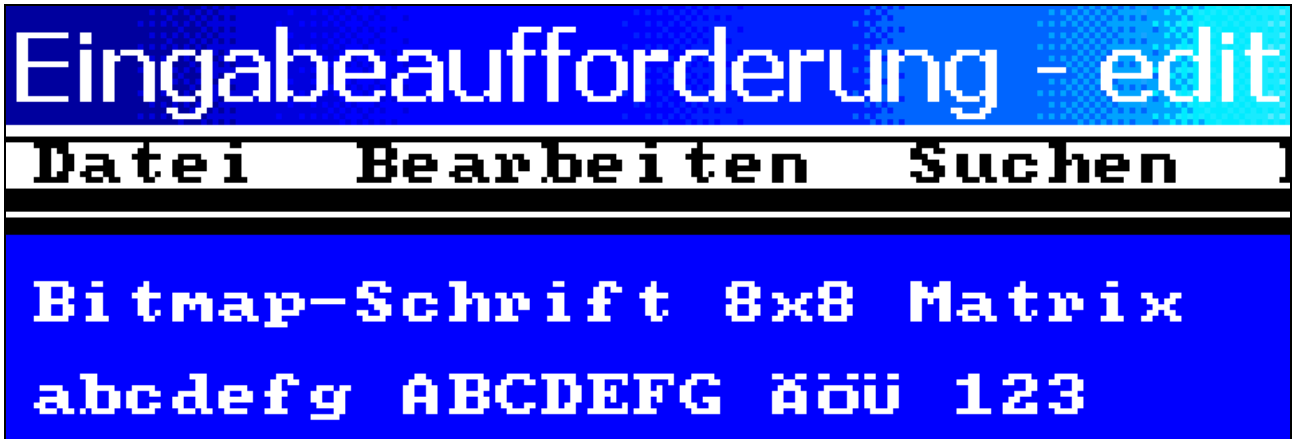 Eingabeaufforderung - edit
Datei Bearbeiten Suchen
Bitmap-Schrift 8x8 Matrix
abcdefg ABCDEFG Äöü 123